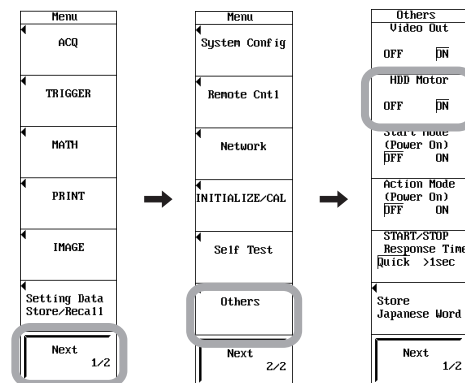 Menu
ACQ
TRIGGER
MATH
PRINT
IMAGE
Setting Data
Store/Recall
Next
1/2
Menu
System Config
Remote Cntl
Network
INITIALIZE/CAL
Self Test
Others
Next
2/2
Others
Video Out
OFF ON
HDD Motor
OFF ON
Start Mode
(Power On)
OFF ON
Action Mode
(Power On)
OFF ON
START/STOP
Response Time
Quick >1sec
Store
Japanese Word
Next
1/2